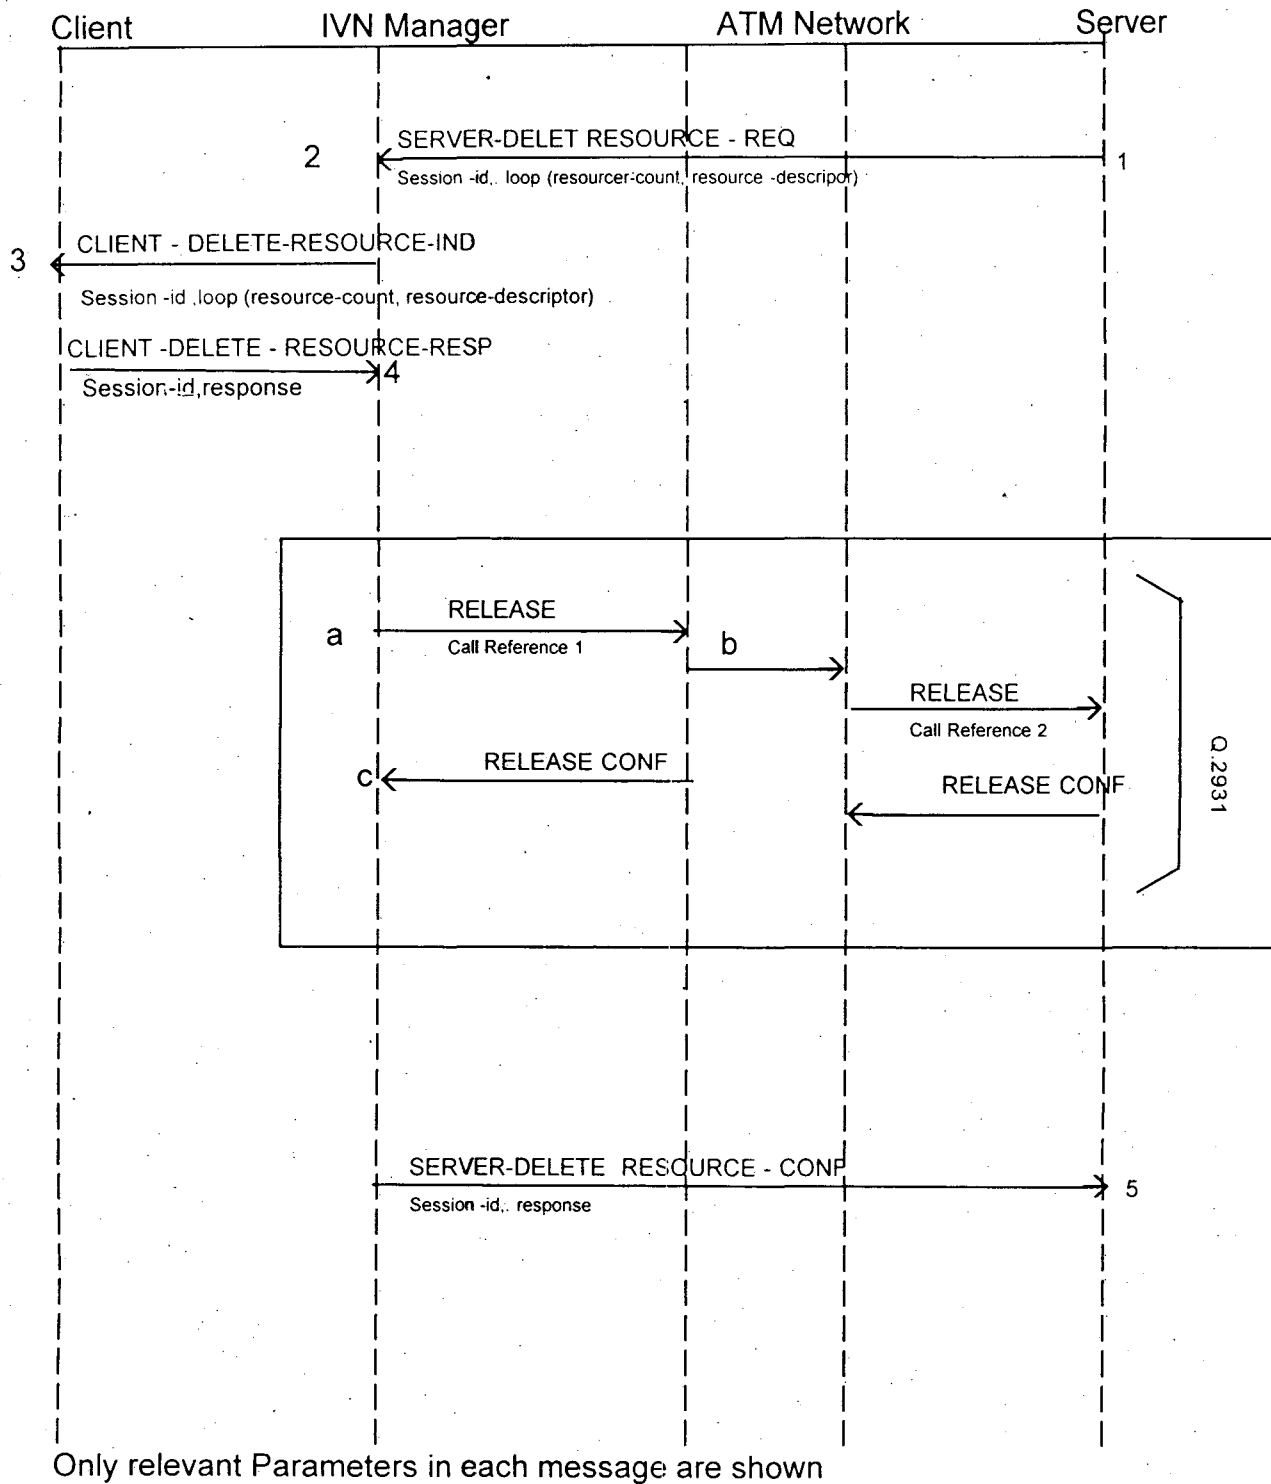 Client IVN Manager ATM Network Server
SERVER-DELET RESOURCE - REQ
2 1
Session -id,. loop (resourcer-count, resource -descripor)
CLIENT - DELETE-RESOURCE-IND
3
Session -id ,loop (resource-count, resource-descriptor)
CLIENT -DELETE - RESOURCE-RESP
4
Session-id,response
RELEASE
a
Call Reference 1
b
RELEASE
Call Reference 2
RELEASE CONF
c
RELEASE CONF
Q.2931
SERVER-DELETE RESOURCE - CONF
5
Session -id,. response
Only relevant Parameters in each message are shown